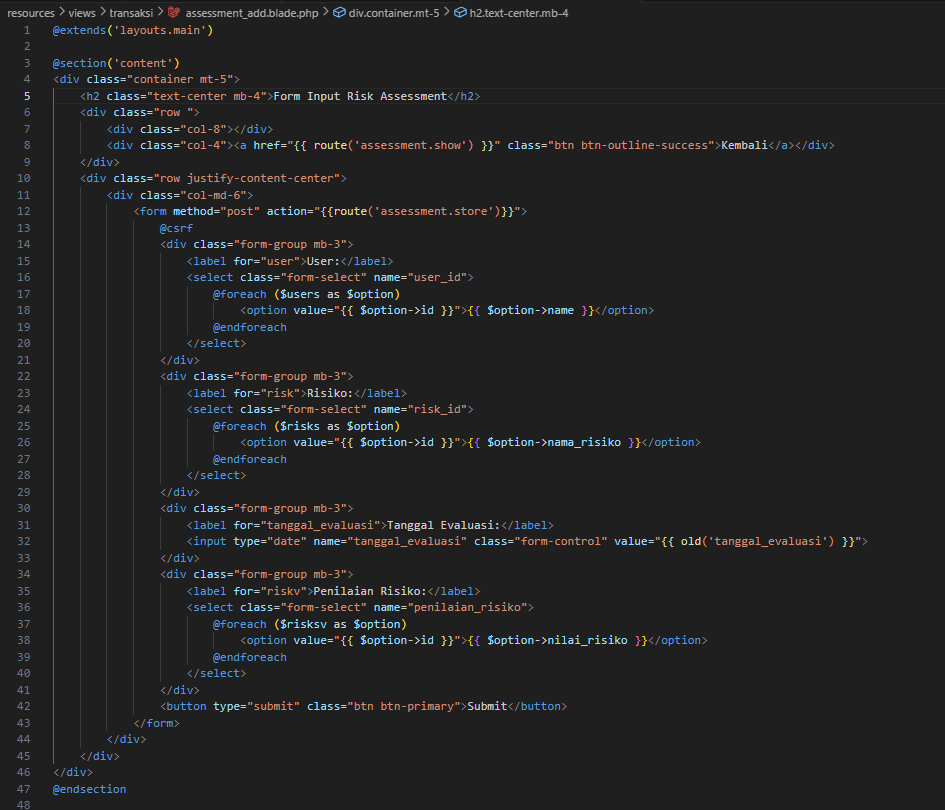 resources > views > transaksi > assessment_add.blade.php > div.container.mt-5 > h2.text-center.mb-4
1 @extends('layouts.main')
2
3 @section('content')
4 <div class="container mt-5">
5     <h2 class="text-center mb-4">Form Input Risk Assessment</h2>
6     <div class="row ">
7         <div class="col-8"></div>
8         <div class="col-4"><a href="{{ route('assessment.show') }}" class="btn btn-outline-success">Kembali</a></div>
9     </div>
10     <div class="row justify-content-center">
11         <div class="col-md-6">
12             <form method="post" action="{{route('assessment.store')}}">
13                 @csrf
14                 <div class="form-group mb-3">
15                     <label for="user">User:</label>
16                     <select class="form-select" name="user_id">
17                         @foreach ($users as $option)
18                             <option value="{{ $option->id }}">{{ $option->name }}</option>
19                         @endforeach
20                     </select>
21                 </div>
22                 <div class="form-group mb-3">
23                     <label for="risk">Risiko:</label>
24                     <select class="form-select" name="risk_id">
25                         @foreach ($risks as $option)
26                             <option value="{{ $option->id }}">{{ $option->nama_risiko }}</option>
27                         @endforeach
28                     </select>
29                 </div>
30                 <div class="form-group mb-3">
31                     <label for="tanggal_evaluasi">Tanggal Evaluasi:</label>
32                     <input type="date" name="tanggal_evaluasi" class="form-control" value="{{ old('tanggal_evaluasi') }}">
33                 </div>
34                 <div class="form-group mb-3">
35                     <label for="riskv">Penilaian Risiko:</label>
36                     <select class="form-select" name="penilaian_risiko">
37                         @foreach ($risksv as $option)
38                             <option value="{{ $option->id }}">{{ $option->nilai_risiko }}</option>
39                         @endforeach
40                     </select>
41                 </div>
42                 <button type="submit" class="btn btn-primary">Submit</button>
43             </form>
44         </div>
45     </div>
46 </div>
47 @endsection
48